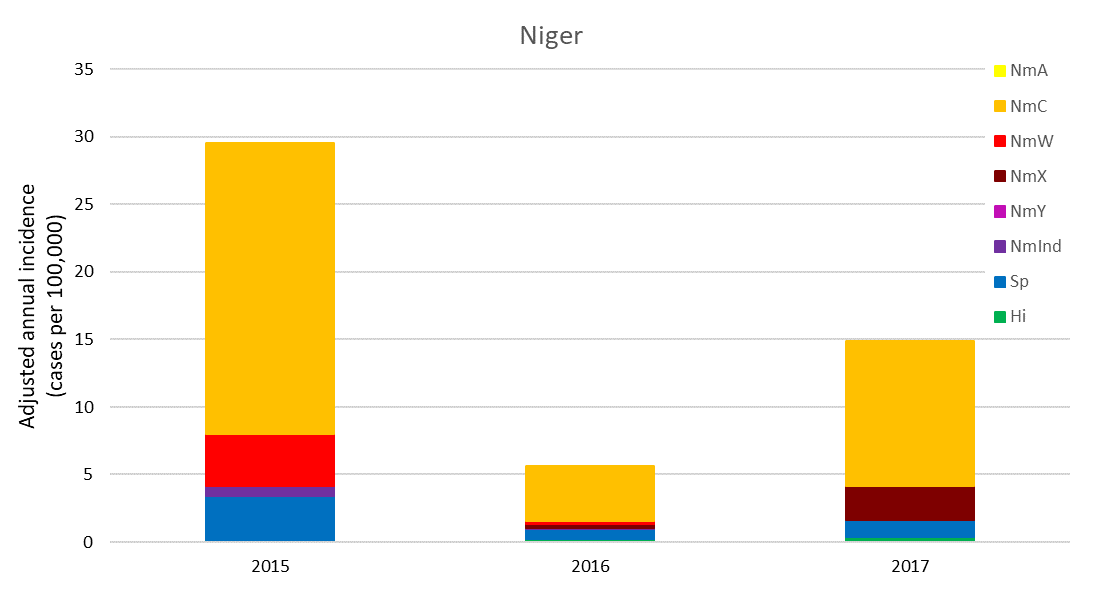 Niger
Adjusted annual incidence
(cases per 100,000)
35
30
25
20
15
10
5
0
2015
2016
2017
NmA
NmC
NmW
NmX
NmY
NmInd
Sp
Hi